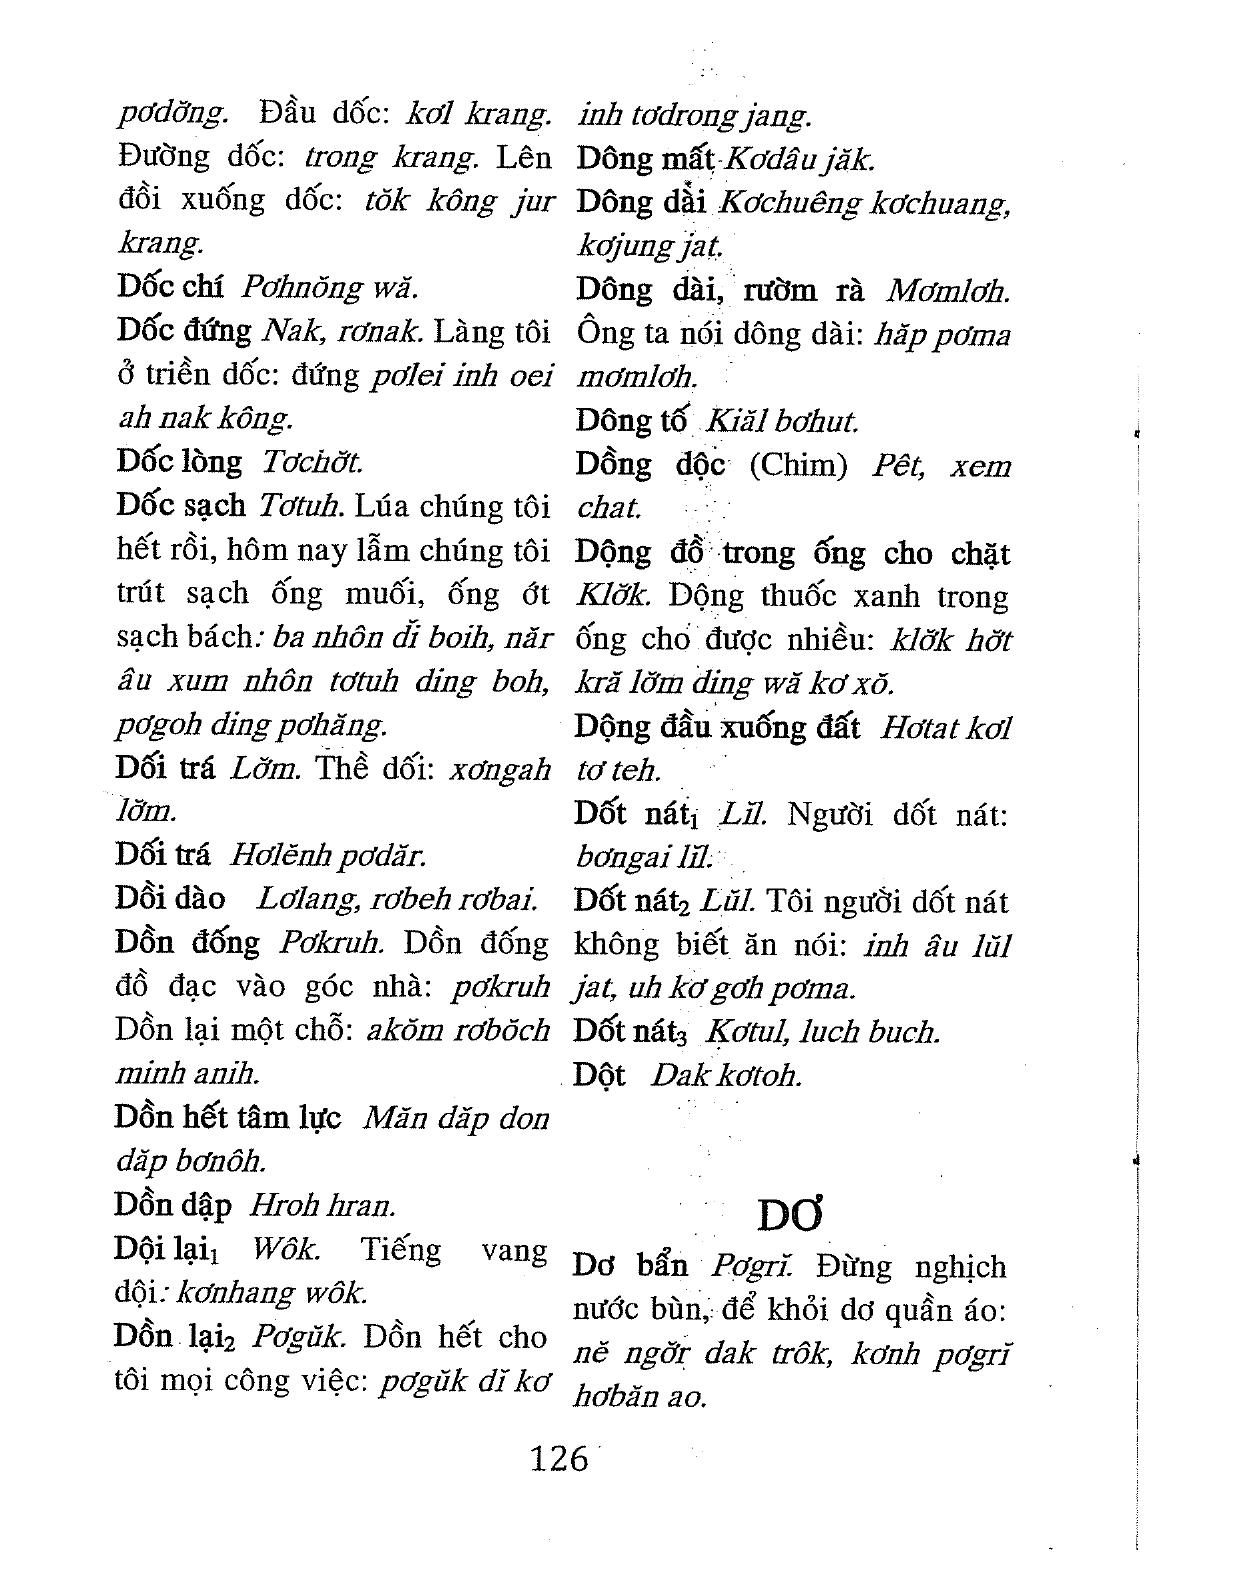 pơdơ̆ng. Đầu dốc: kơl krang.
Đường dốc: trong krang. Lên
đồi xuống dốc: tŏk kông jur
krang.
Dốc chí Pơhnŏng wă.
Dốc đứng Nak, rơnak. Làng tôi
ở triền dốc: đứng pơlei inh oei
ah nak kông.
Dốc lòng Tơchơ̆t.
Dốc sạch Tơtuh. Lúa chúng tôi
hết rồi, hôm nay lẫm chúng tôi
trút sạch ống muối, ống ớt
sạch bách: ba nhôn dĭ boih, năr
âu xum nhôn tơtuh ding boh,
pơgoh ding pơhăng.
Dối trá Lơ̆m. Thề dối: xơngah
lơ̆m.
Dối trá Hơlĕnh pơdăr.
Dồi dào Lơlang, rơbeh rơbai.
Dồn đống Pơkruh. Dồn đống
đồ đạc vào góc nhà: pơkruh
Dồn lại một chỗ: akŏm rơbŏch
minh anih.
Dồn hết tâm lực Măn dăp don
dăp bơnôh.
Dồn dập Hroh hran.
Dội lại₁ Wôk. Tiếng vang
dội: kơnhang wôk.
Dồn lại₂ Pơgŭk. Dồn hết cho
tôi mọi công việc: pơgŭk dĭ kơ
inh tơdrong jang.
Dông mất Kơdâu jăk.
Dông dài Kơchuêng kơchuang,
kơjung jat.
Dông dài, rườm rà Mơmlơh.
Ông ta nói dông dài: hăp pơma
mơmlơh.
Dông tố Kiăl bơhut.
Dồng dộc (Chim) Pêt, xem
chat.
Dộng đồ trong ống cho chặt
Klơ̆k. Dộng thuốc xanh trong
ống cho được nhiều: klơ̆k hơ̆t
kră lơ̆m ding wă kơ xŏ.
Dộng đầu xuống đất Hơtat kơl
tơ teh.
Dốt nát₁ Lĭl. Người dốt nát:
bơngai lĭl.
Dốt nát₂ Lŭl. Tôi người dốt nát
không biết ăn nói: inh âu lŭl
jat, uh kơ gơh pơma.
Dốt nát₃ Kơtul, luch buch.
Dột Dak kơtoh.
DƠ
Dơ bẩn Pơgrĭ. Đừng nghịch
nước bùn, để khỏi dơ quần áo:
nĕ ngơ̆r dak trôk, kơnh pơgrĭ
hơbăn ao.
126